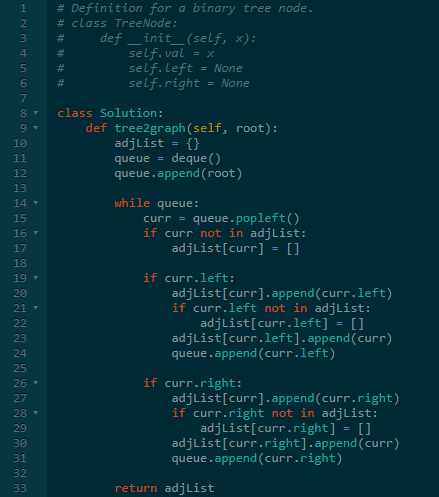 1 # Definition for a binary tree node.
2 # class TreeNode:
3 #     def __init__(self, x):
4 #         self.val = x
5 #         self.left = None
6 #         self.right = None
7
8 class Solution:
9     def tree2graph(self, root):
10         adjList = {}
11         queue = deque()
12         queue.append(root)
13
14         while queue:
15             curr = queue.popleft()
16             if curr not in adjList:
17                 adjList[curr] = []
18
19             if curr.left:
20                 adjList[curr].append(curr.left)
21                 if curr.left not in adjList:
22                     adjList[curr.left] = []
23                 adjList[curr.left].append(curr)
24                 queue.append(curr.left)
25
26             if curr.right:
27                 adjList[curr].append(curr.right)
28                 if curr.right not in adjList:
29                     adjList[curr.right] = []
30                 adjList[curr.right].append(curr)
31                 queue.append(curr.right)
32
33         return adjList